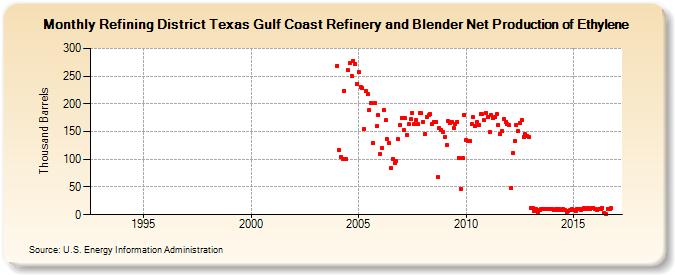 Monthly Refining District Texas Gulf Coast Refinery and Blender Net Production of Ethylene
Thousand Barrels
300
250
200
150
100
50
0
1995 2000 2005 2010 2015
Source: U.S. Energy Information Administration